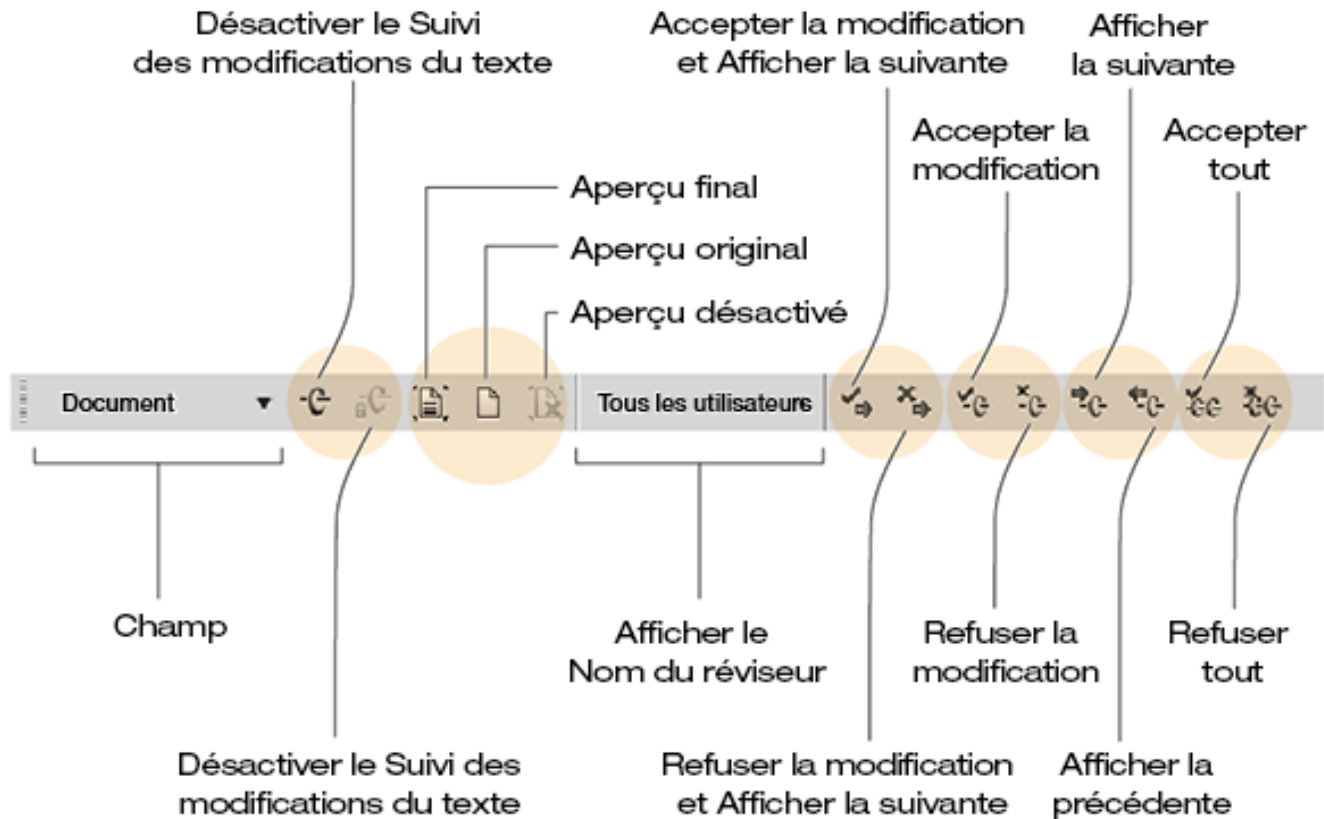 Désactiver le Suivi
des modifications du texte
Accepter la modification
et Afficher la suivante
Afficher
la suivante
Accepter la
modification
Accepter
tout
Aperçu final
Aperçu original
Aperçu désactivé
Document
Tous les utilisateurs
Champ
Afficher le
Nom du réviseur
Refuser la
modification
Refuser
tout
Désactiver le Suivi des
modifications du texte
Refuser la modification
et Afficher la suivante
Afficher la
précédente